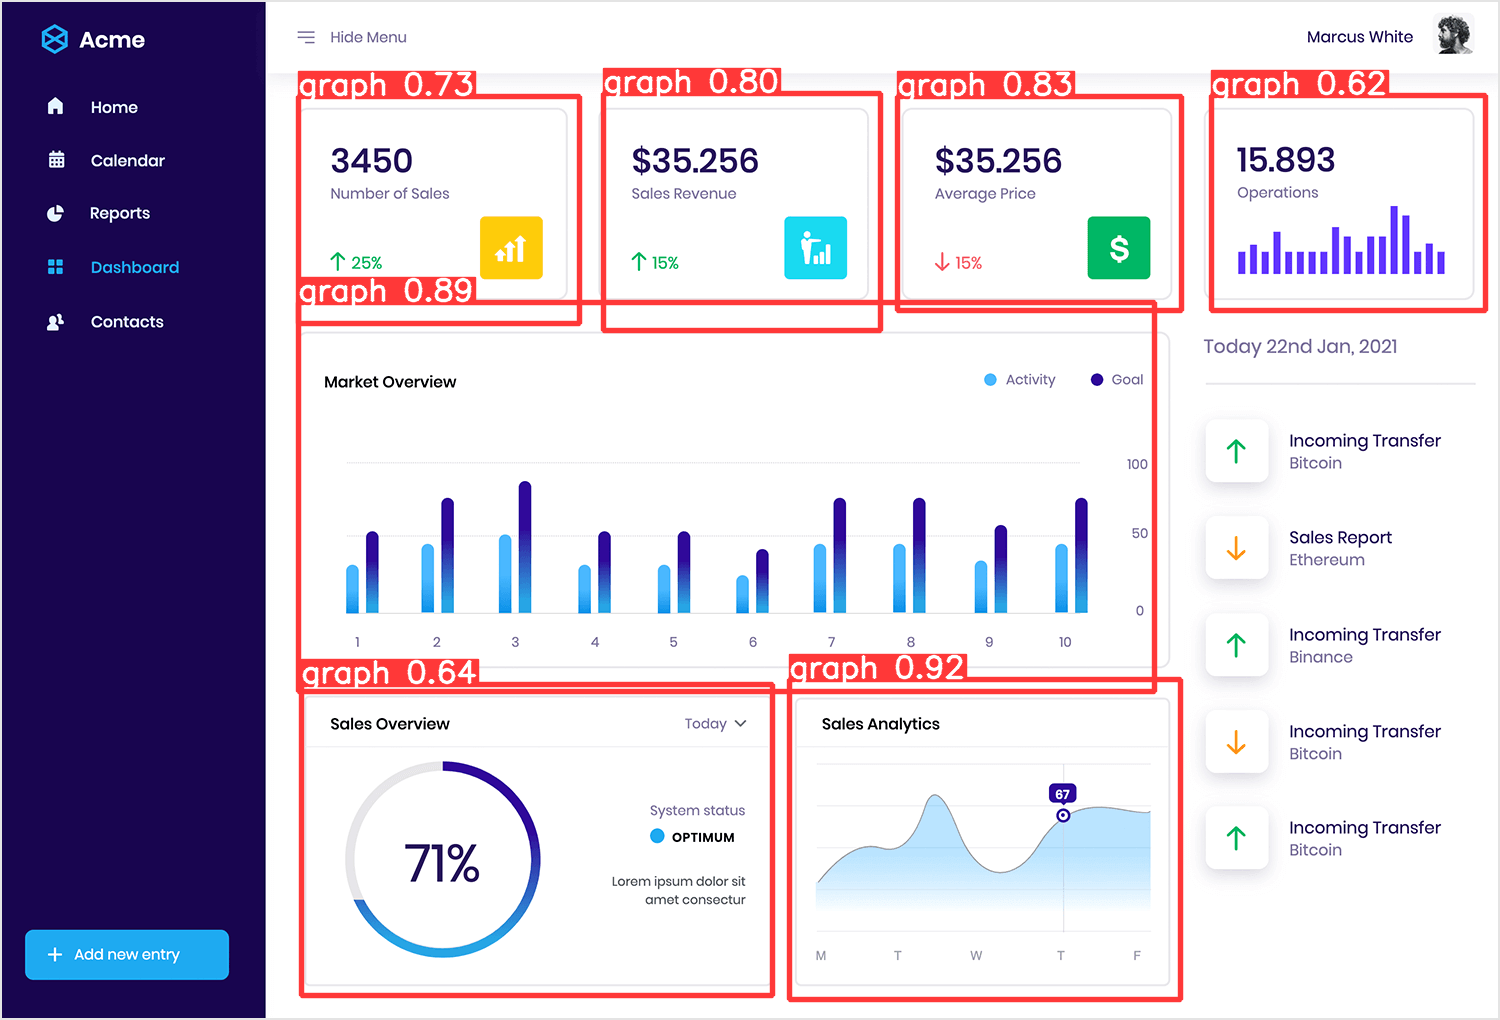 Acme
Hide Menu
Marcus White
Home
Calendar
Reports
Dashboard
Contacts
Add new entry
graph 0.73
3450
Number of Sales
25%
graph 0.80
$35.256
Sales Revenue
15%
graph 0.83
$35.256
Average Price
15%
$
graph 0.62
15.893
Operations
graph 0.89
Market Overview
Activity
Goal
100
50
0
1 2 3 4 5 6 7 8 9 10
Today 22nd Jan, 2021
Incoming Transfer
Bitcoin
Sales Report
Ethereum
Incoming Transfer
Binance
Incoming Transfer
Bitcoin
Incoming Transfer
Bitcoin
graph 0.64
Sales Overview
Today
71%
System status
OPTIMUM
Lorem ipsum dolor sit
amet consectur
graph 0.92
Sales Analytics
67
M T W T F